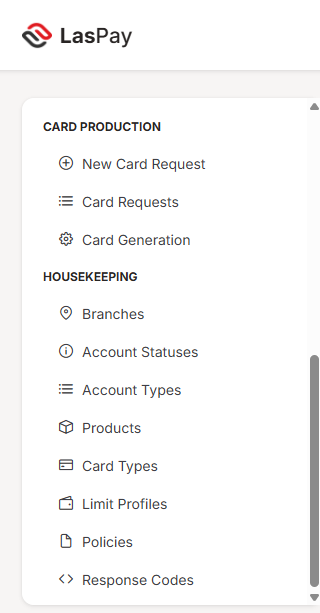 LasPay
CARD PRODUCTION
New Card Request
Card Requests
Card Generation
HOUSEKEEPING
Branches
Account Statuses
Account Types
Products
Card Types
Limit Profiles
Policies
Response Codes